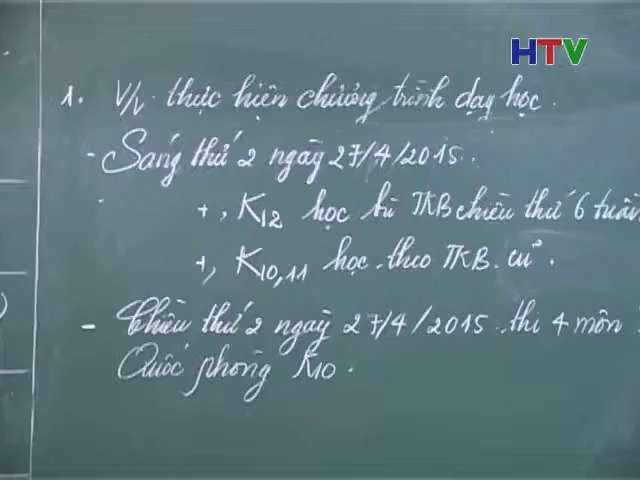 HTV
1. V/v thực hiện chương trình dạy học.
- Sáng thứ 2 ngày 27/4/2015.
+, K12 học bù TKB chiều thứ 6 tuần
+, K10,11 học theo TKB cũ.
- Chiều thứ 2 ngày 27/4/2015 thi 4 môn
Quốc phòng K10.